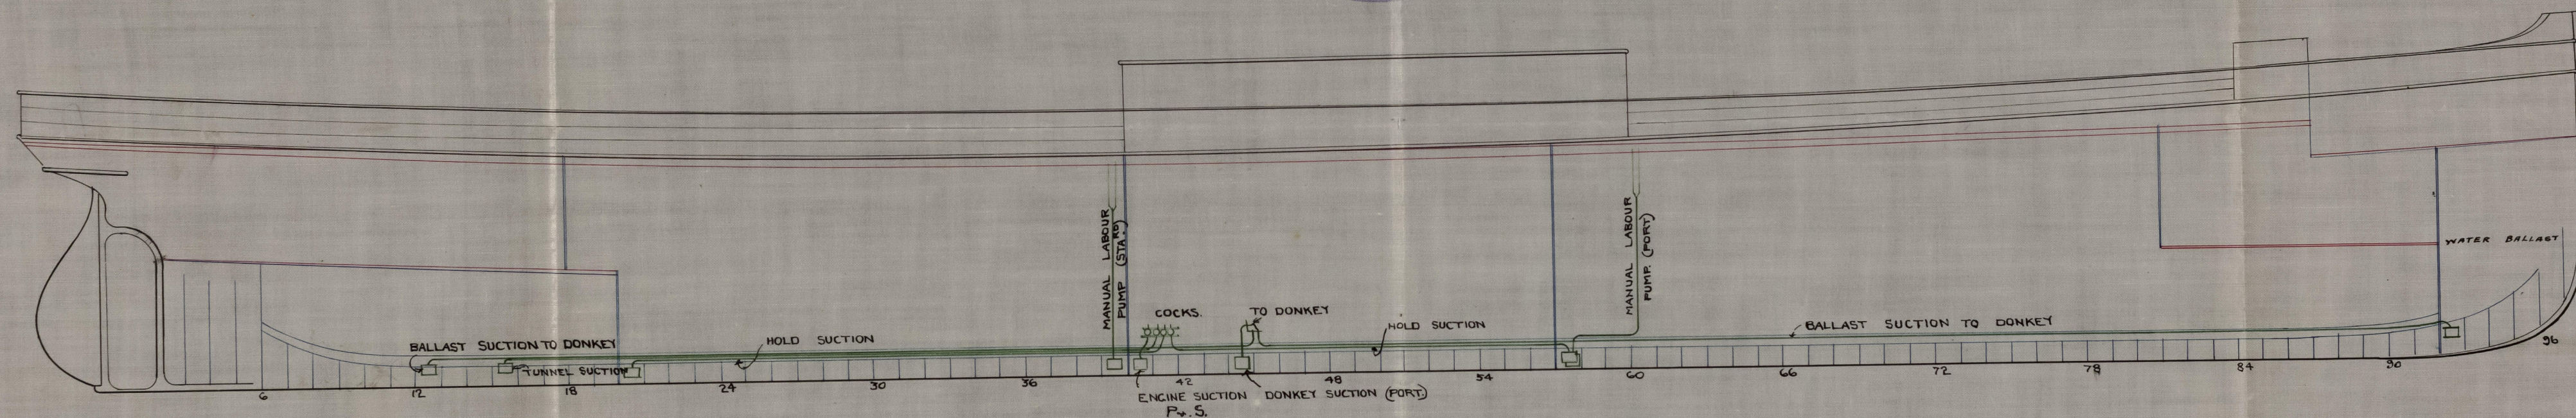 WATER BALLAST
MANUAL LABOUR
PUMP (STARD)
MANUAL LABOUR
PUMP. (PORT)
COCKS.
TO DONKEY
HOLD SUCTION
BALLAST SUCTION TO DONKEY
BALLAST SUCTION TO DONKEY
HOLD SUCTION
TUNNEL SUCTION
6 12 18 24 30 36 42 48 54 60 66 72 78 84 90 96
ENGINE SUCTION
P+.S.
DONKEY SUCTION (PORT)